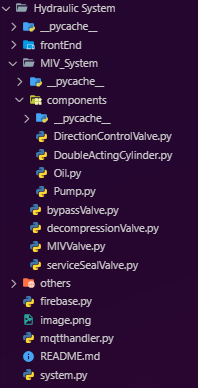 Hydraulic System
__pycache__
frontEnd
MIV_System
__pycache__
components
__pycache__
DirectionControlValve.py
DoubleActingCylinder.py
Oil.py
Pump.py
bypassValve.py
decompressionValve.py
MIVValve.py
serviceSealValve.py
others
firebase.py
image.png
mqtthandler.py
README.md
system.py